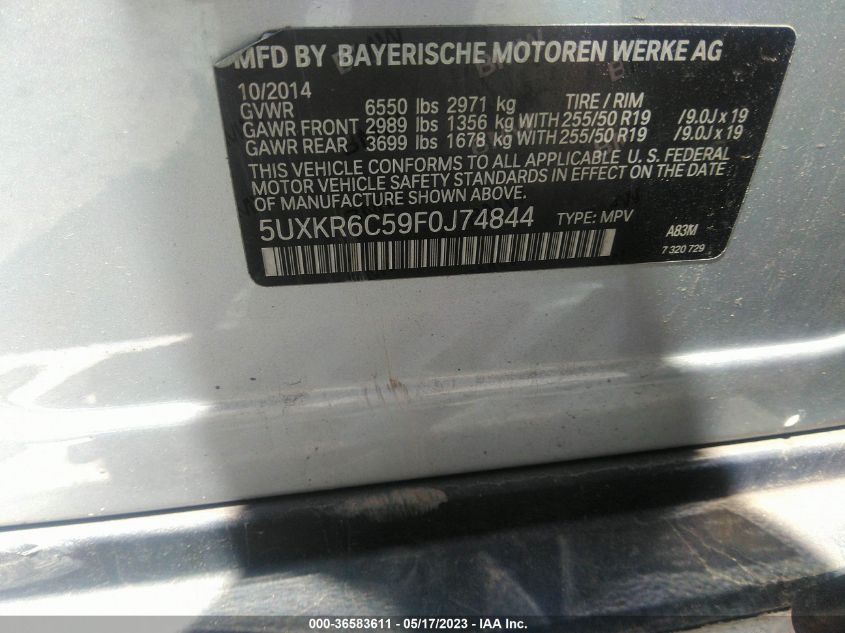 MFD BY BAYERISCHE MOTOREN WERKE AG
10/2014
GVWR 6550 lbs 2971 kg TIRE / RIM
GAWR FRONT 2989 lbs 1356 kg WITH 255/50 R19 /9.0J x 19
GAWR REAR 3699 lbs 1678 kg WITH 255/50 R19 /9.0J x 19
THIS VEHICLE CONFORMS TO ALL APPLICABLE U. S. FEDERAL
MOTOR VEHICLE SAFETY STANDARDS IN EFFECT ON THE DATE
OF MANUFACTURE SHOWN ABOVE.
5UXKR6C59F0J74844 TYPE: MPV A83M
7 320 729
000-36583611 - 05/17/2023 - IAA Inc.